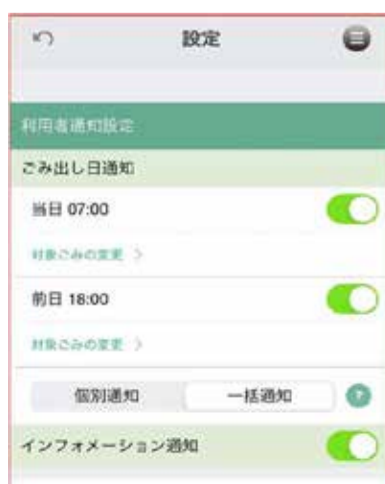 設定
利用者通知設定
ごみ出し日通知
当日 07:00
対象ごみの変更 >
前日 18:00
対象ごみの変更 >
個別通知 一括通知 ?
インフォメーション通知